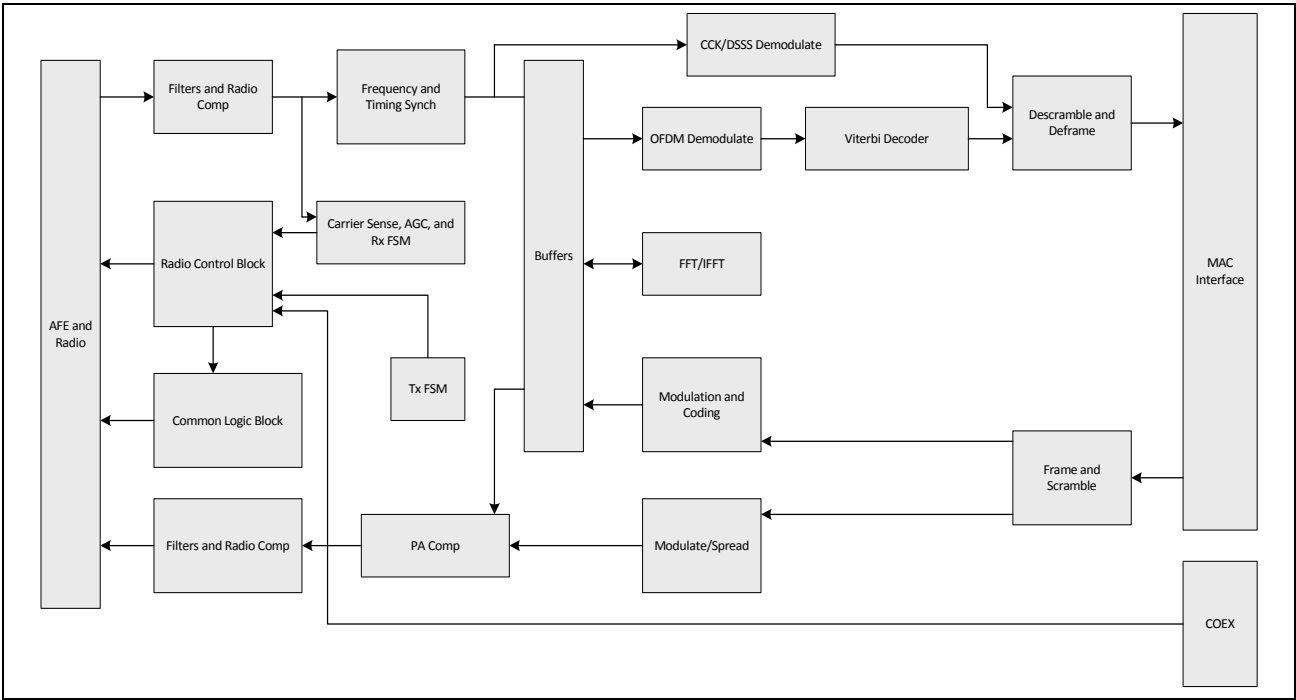 CCK/DSSS Demodulate
Filters and Radio
Comp
Frequency and
Timing Synch
Descramble and
Deframe
OFDM Demodulate
Viterbi Decoder
Carrier Sense, AGC, and
Rx FSM
Radio Control Block
Buffers
FFT/IFFT
MAC
Interface
AFE and
Radio
Tx FSM
Common Logic Block
Modulation and
Coding
Frame and
Scramble
Filters and Radio Comp
PA Comp
Modulate/Spread
COEX